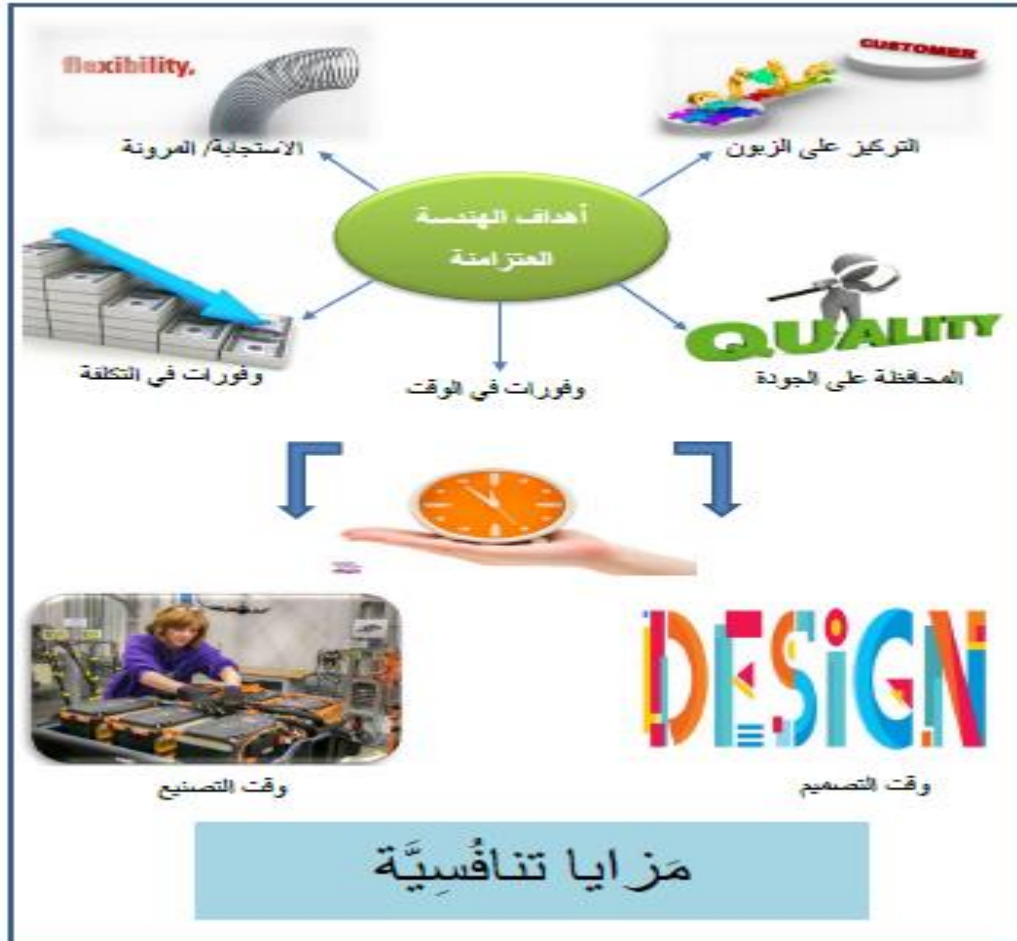 flexibility,
CUSTOMER
الاستجابة/ المرونة
التركيز على الزبون
أهداف الهندسة
المتزامنة
QUALITY
وفورات في التكلفة
وفورات في الوقت
المحافظة على الجودة
DESIGN
وقت التصنيع
وقت التصميم
مَزايا تنافُسِيَّة